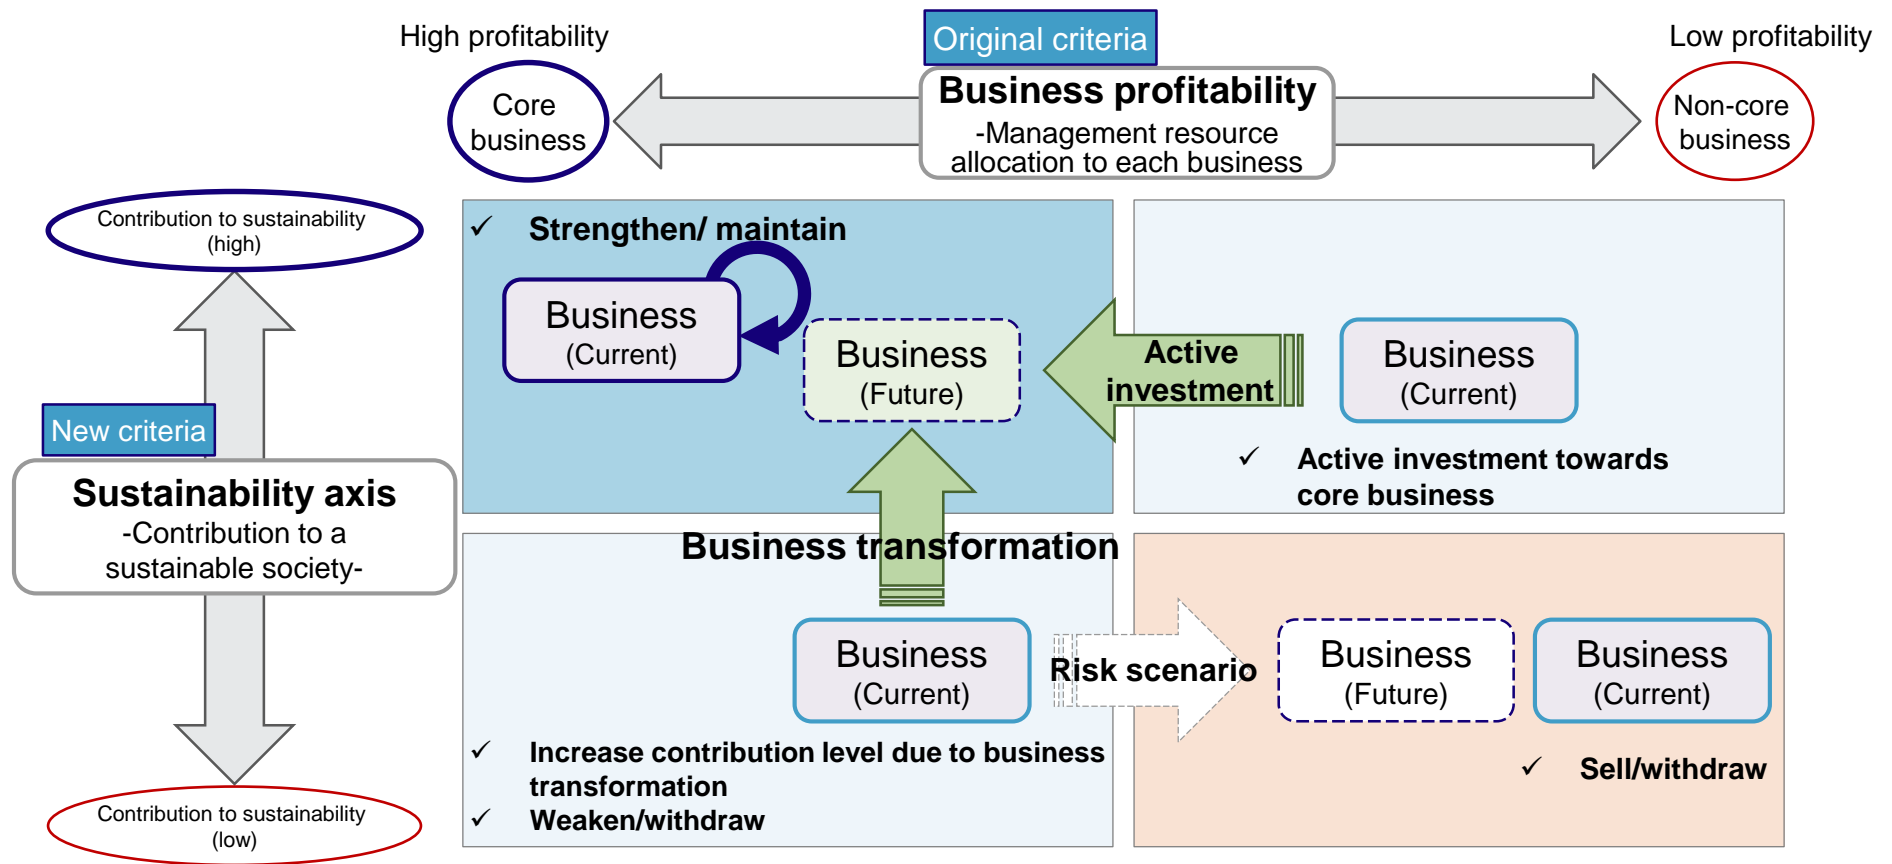 High profitability
Original criteria
Low profitability
Core
business
Business profitability
-Management resource
allocation to each business
Non-core
business
Contribution to sustainability
(high)
New criteria
Sustainability axis
-Contribution to a
sustainable society-
Contribution to sustainability
(low)
✓ Strengthen/ maintain
Business
(Current)
Business
(Future)
Active
investment
Business
(Current)
✓ Active investment towards
core business
Business transformation
Business
(Current)
Risk scenario
Business
(Future)
Business
(Current)
✓ Increase contribution level due to business
transformation
✓ Weaken/withdraw
✓ Sell/withdraw